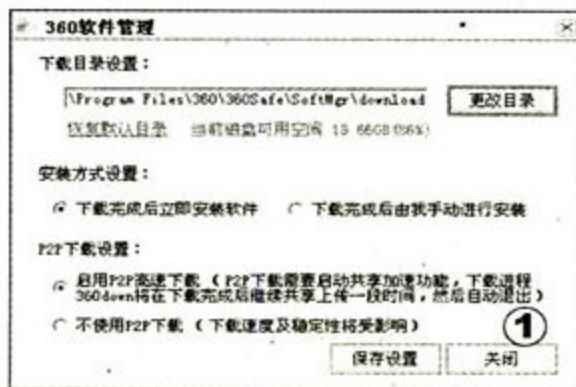 360软件管理
下载目录设置：
\Program Files\360\360Safe\SoftMgr\download 更改目录
恢复默认目录 当前磁盘可用空间 13.66GB(86%)
安装方式设置：
下载完成后立即安装软件 下载完成后由我手动进行安装
P2P下载设置：
启用P2P高速下载（P2P下载需要启动共享加速功能，下载进程
360down将在下载完成后继续共享上传一段时间，然后自动退出）
不使用P2P下载（下载速度及稳定性将受影响）
①
保存设置 关闭